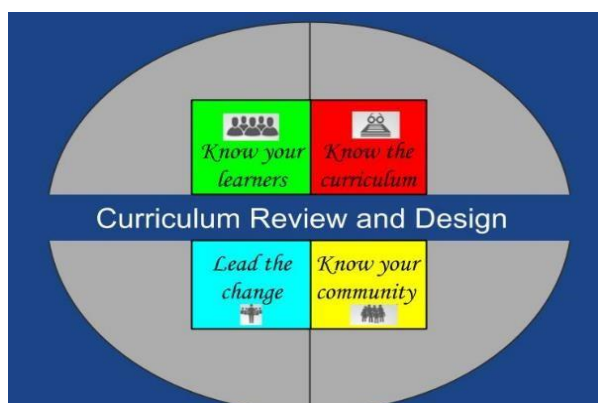 Know your
learners
Know the
curriculum
Curriculum Review and Design
Lead the
change
Know your
community